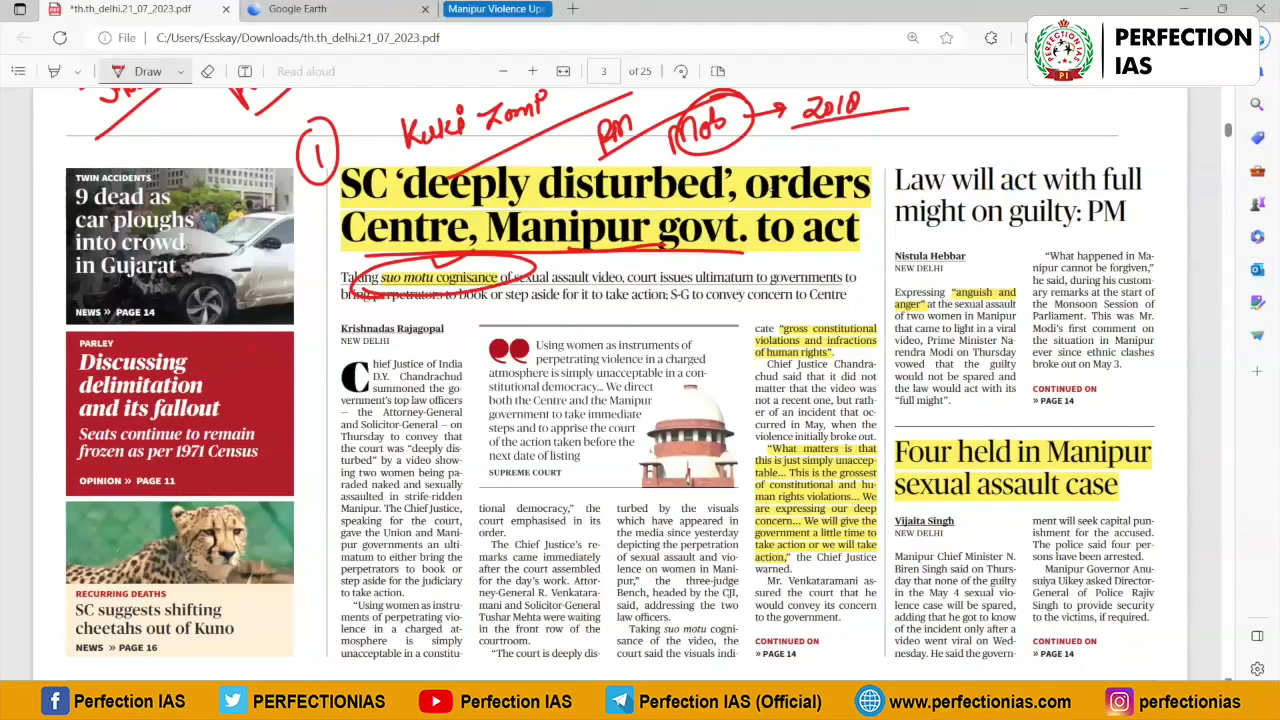 *th.th_delhi.21_07_2023.pdf
Google Earth
Manipur Violence Ups
File
C:/Users/Esskay/Downloads/th.th_delhi.21_07_2023.pdf
Draw
Read aloud
3 of 25
PERFECTION
IAS
Kuki Zomi
PM
Mob
2018
1
TWIN ACCIDENTS
9 dead as
car ploughs
into crowd
in Gujarat
NEWS » PAGE 14
PARLEY
Discussing
delimitation
and its fallout
Seats continue to remain
frozen as per 1971 Census
OPINION » PAGE 11
RECURRING DEATHS
SC suggests shifting
cheetahs out of Kuno
NEWS » PAGE 16
SC ‘deeply disturbed’, orders
Centre, Manipur govt. to act
Taking suo motu cognisance of sexual assault video, court issues ultimatum to governments to
bring perpetrators to book or step aside for it to take action; S-G to convey concern to Centre
Krishnadas Rajagopal
NEW DELHI
Chief Justice of India
D.Y. Chandrachud
summoned the go-
vernment’s top law officers
— the Attorney-General
and Solicitor-General — on
Thursday to convey that
the court was “deeply dis-
turbed” by a video show-
ing two women being pa-
raded naked and sexually
assaulted in strife-ridden
Manipur. The Chief Justice,
speaking for the court,
gave the Union and Mani-
pur governments an ulti-
matum to either bring the
perpetrators to book or
step aside for the judiciary
to take action.
“Using women as instru-
ments of perpetrating vio-
lence in a charged at-
mosphere is simply
unacceptable in a constitu-
Using women as instruments of
perpetrating violence in a charged
atmosphere is simply unacceptable in a con-
stitutional democracy... We direct
both the Centre and the Manipur
government to take immediate
steps and to apprise the court
of the action taken before the
next date of listing
SUPREME COURT
tional democracy,” the
court emphasised in its
order.
The Chief Justice’s re-
marks came immediately
after the court assembled
for the day’s work. Attor-
ney-General R. Venkatara-
mani and Solicitor-General
Tushar Mehta were waiting
in the front row of the
courtroom.
“The court is deeply dis-
turbed by the visuals
which have appeared in
the media since yesterday
depicting the perpetration
of sexual assault and vio-
lence on women in Mani-
pur,” the three-judge
Bench, headed by the CJI,
said, addressing the two
law officers.
Taking suo motu cogni-
sance of the video, the
court said the visuals indi-
cate “gross constitutional
violations and infractions
of human rights”.
Chief Justice Chandra-
chud said that it did not
matter that the video was
not a recent one, but rath-
er of an incident that oc-
curred in May, when the
violence initially broke out.
“What matters is that
this is just simply unaccep-
table... This is the grossest
of constitutional and hu-
man rights violations... We
are expressing our deep
concern... We will give the
government a little time to
take action or we will take
action,” the Chief Justice
warned.
Mr. Venkataramani as-
sured the court that he
would convey its concern
to the government.
CONTINUED ON
» PAGE 14
Law will act with full
might on guilty: PM
Nistula Hebbar
NEW DELHI
Expressing “anguish and
anger” at the sexual assault
of two women in Manipur
that came to light in a viral
video, Prime Minister Na-
rendra Modi on Thursday
vowed that the guilty
would not be spared and
the law would act with its
“full might”.
“What happened in Ma-
nipur cannot be forgiven,”
he said, during his custom-
ary remarks at the start of
the Monsoon Session of
Parliament. This was Mr.
Modi’s first comment on
the situation in Manipur
ever since ethnic clashes
broke out on May 3.
CONTINUED ON
» PAGE 14
Four held in Manipur
sexual assault case
Vijaita Singh
NEW DELHI
Manipur Chief Minister N.
Biren Singh said on Thurs-
day that none of the guilty
in the May 4 sexual vio-
lence case will be spared,
adding that he got to know
of the incident only after a
video went viral on Wed-
nesday. He said the govern-
ment will seek capital pun-
ishment for the accused.
The police said four per-
sons have been arrested.
Manipur Governor Anu-
suiya Uikey asked Director-
General of Police Rajiv
Singh to provide security
to the victims, if required.
CONTINUED ON
» PAGE 14
Perfection IAS
PERFECTIONIAS
Perfection IAS
Perfection IAS (Official)
www.perfectionias.com
perfectionias